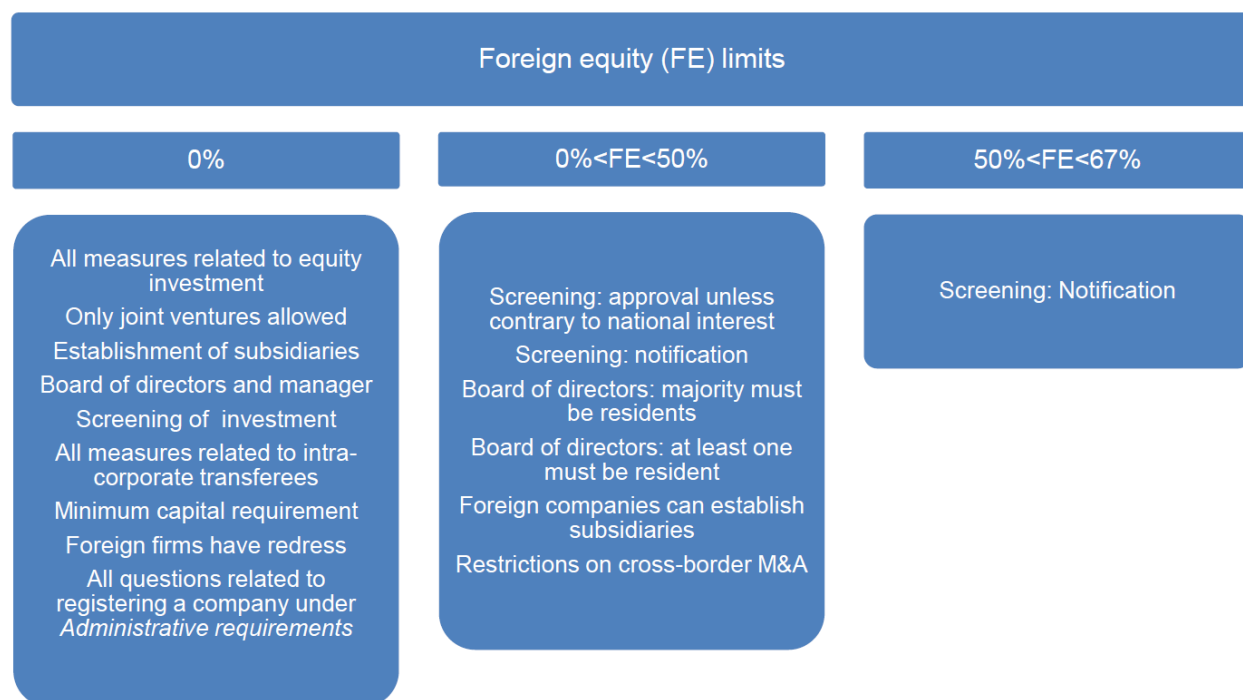 Foreign equity (FE) limits
0%
All measures related to equity
investment
Only joint ventures allowed
Establishment of subsidiaries
Board of directors and manager
Screening of investment
All measures related to intra-
corporate transferees
Minimum capital requirement
Foreign firms have redress
All questions related to
registering a company under
Administrative requirements
0%<FE<50%
Screening: approval unless
contrary to national interest
Screening: notification
Board of directors: majority must
be residents
Board of directors: at least one
must be resident
Foreign companies can establish
subsidiaries
Restrictions on cross-border M&A
50%<FE<67%
Screening: Notification